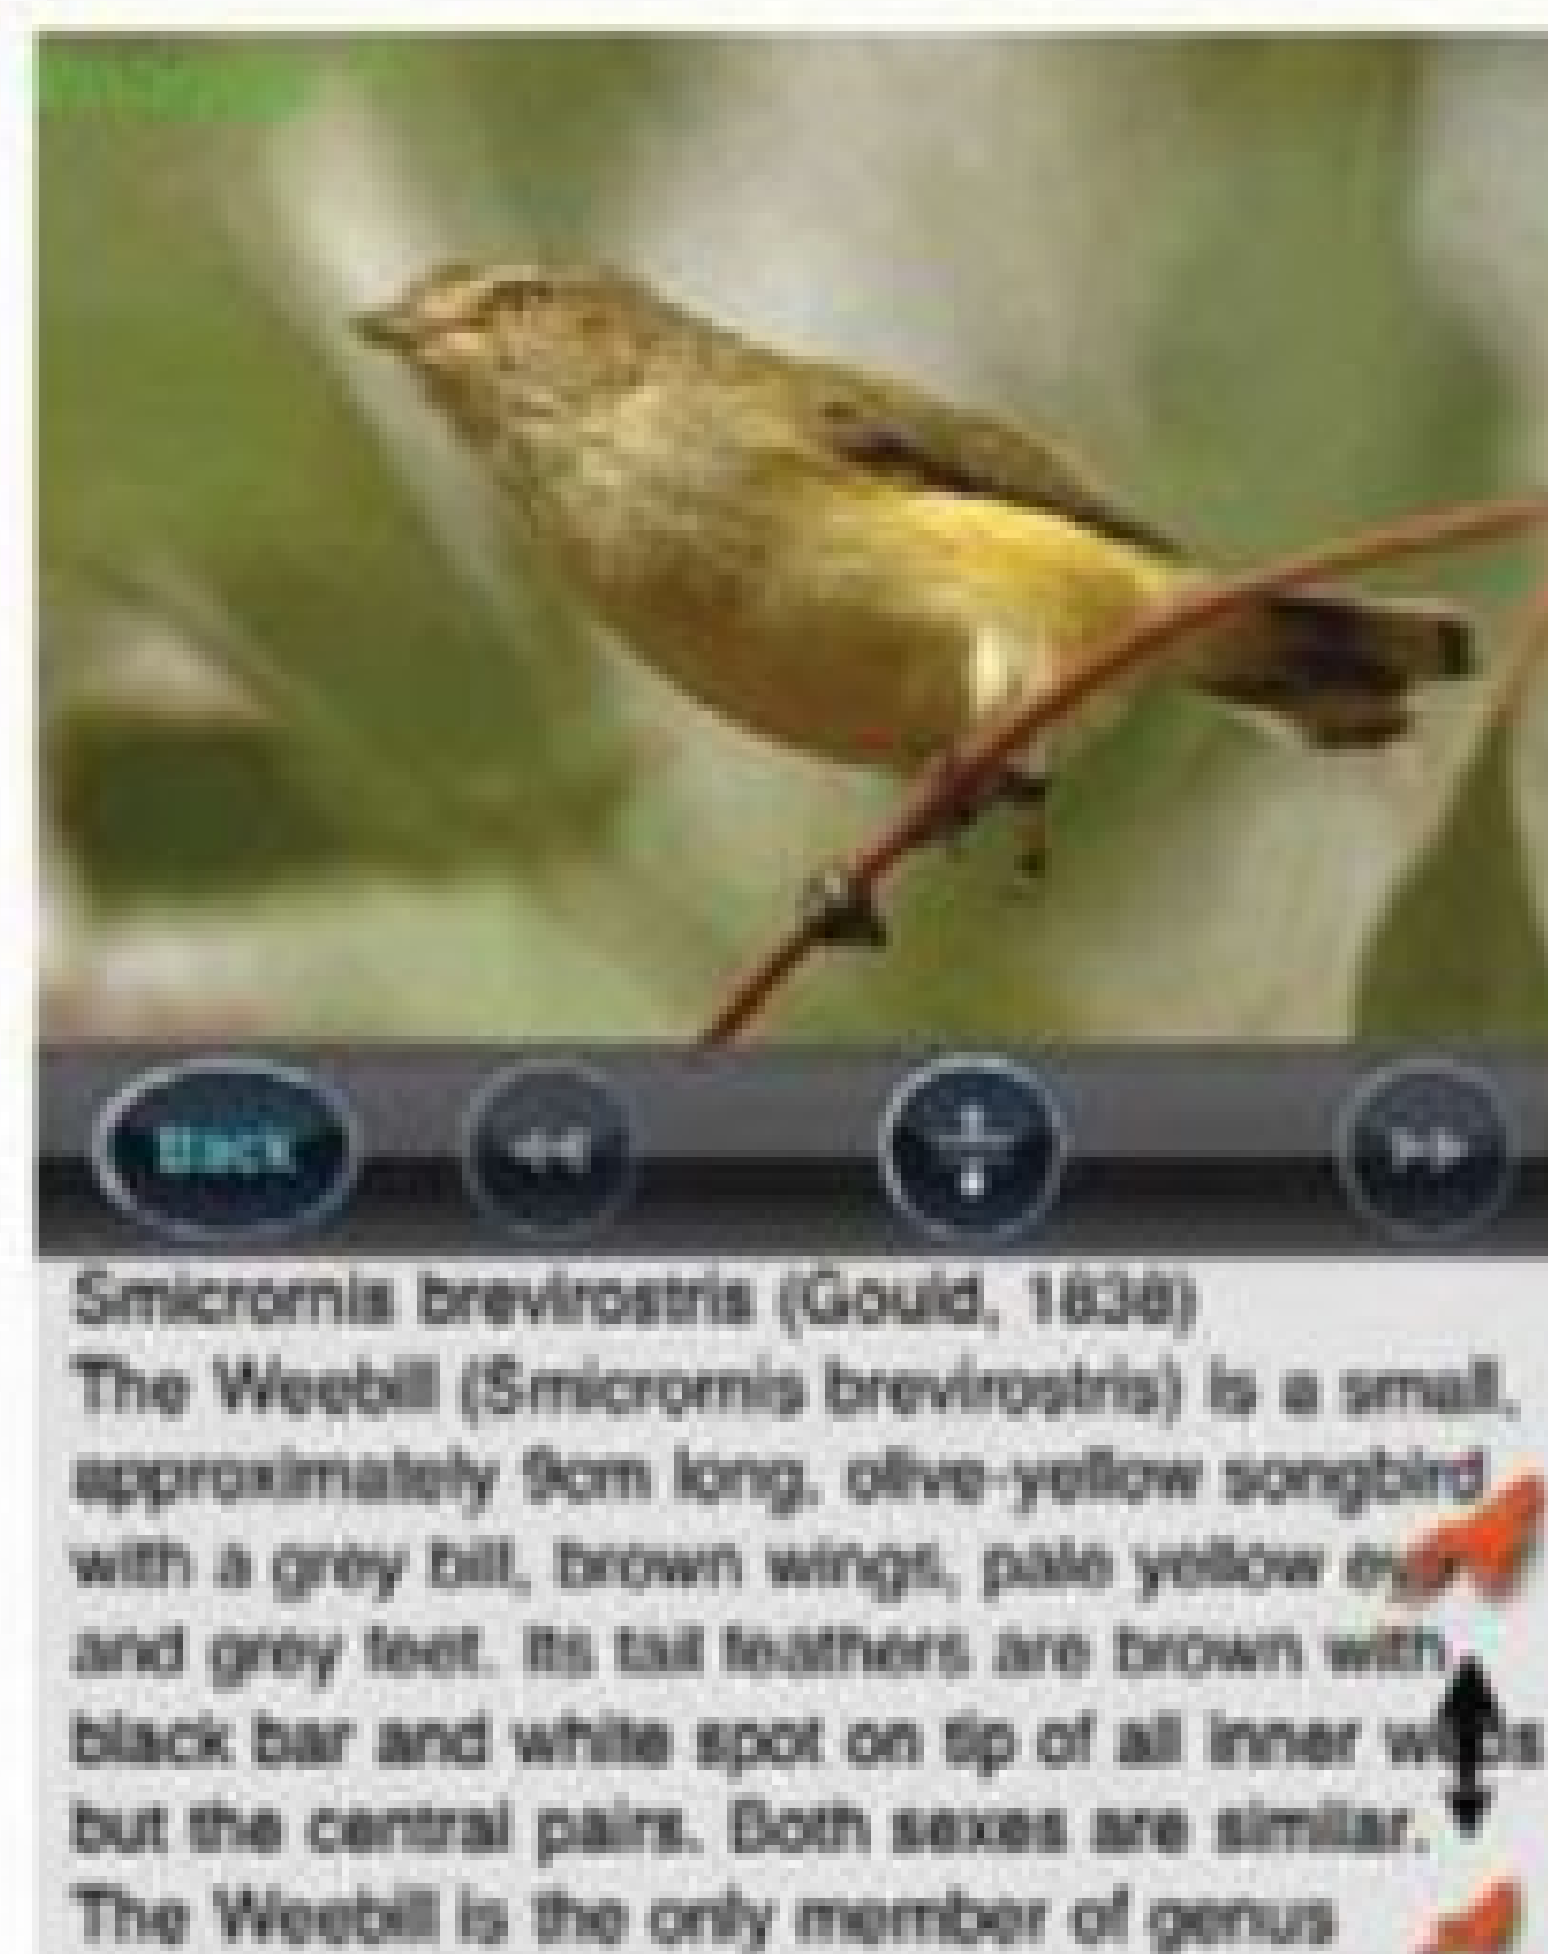 Back
Smicrornis brevirostris (Gould, 1838)
The Weebill (Smicrornis brevirostris) is a small,
approximately 9cm long, olive-yellow songbird
with a grey bill, brown wings, pale yellow
and grey feet. Its tail feathers are brown with
black bar and white spot on tip of all inner
but the central pairs. Both sexes are similar.
The Weebill is the only member of genus